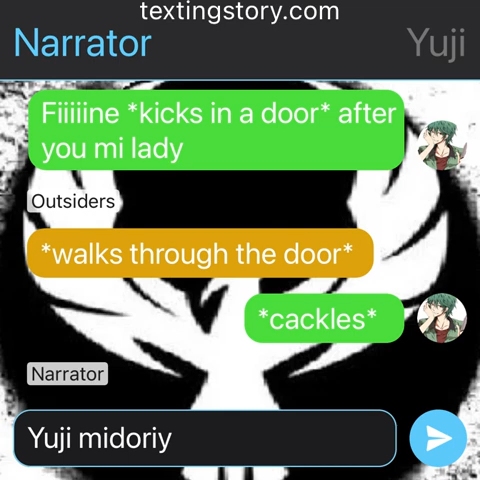 textingstory.com
Narrator
Yuji
Fiiiiine *kicks in a door* after
you mi lady
Outsiders
*walks through the door*
*cackles*
Narrator
Yuji midoriy